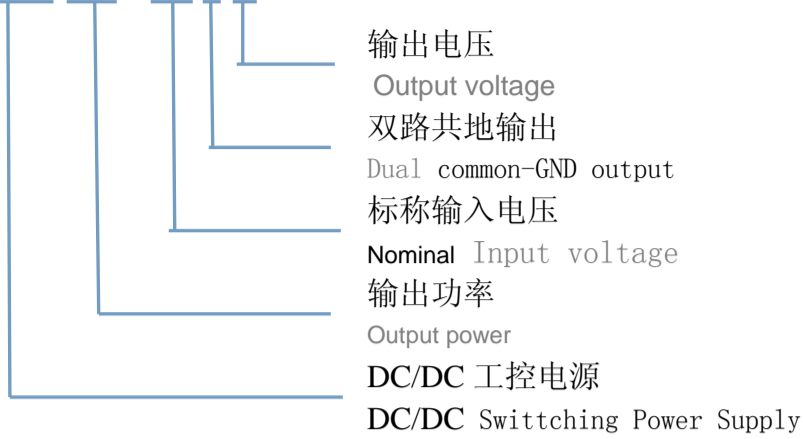 输出电压
Output voltage
双路共地输出
Dual common-GND output
标称输入电压
Nominal Input voltage
输出功率
Output power
DC/DC 工控电源
DC/DC Swittching Power Supply